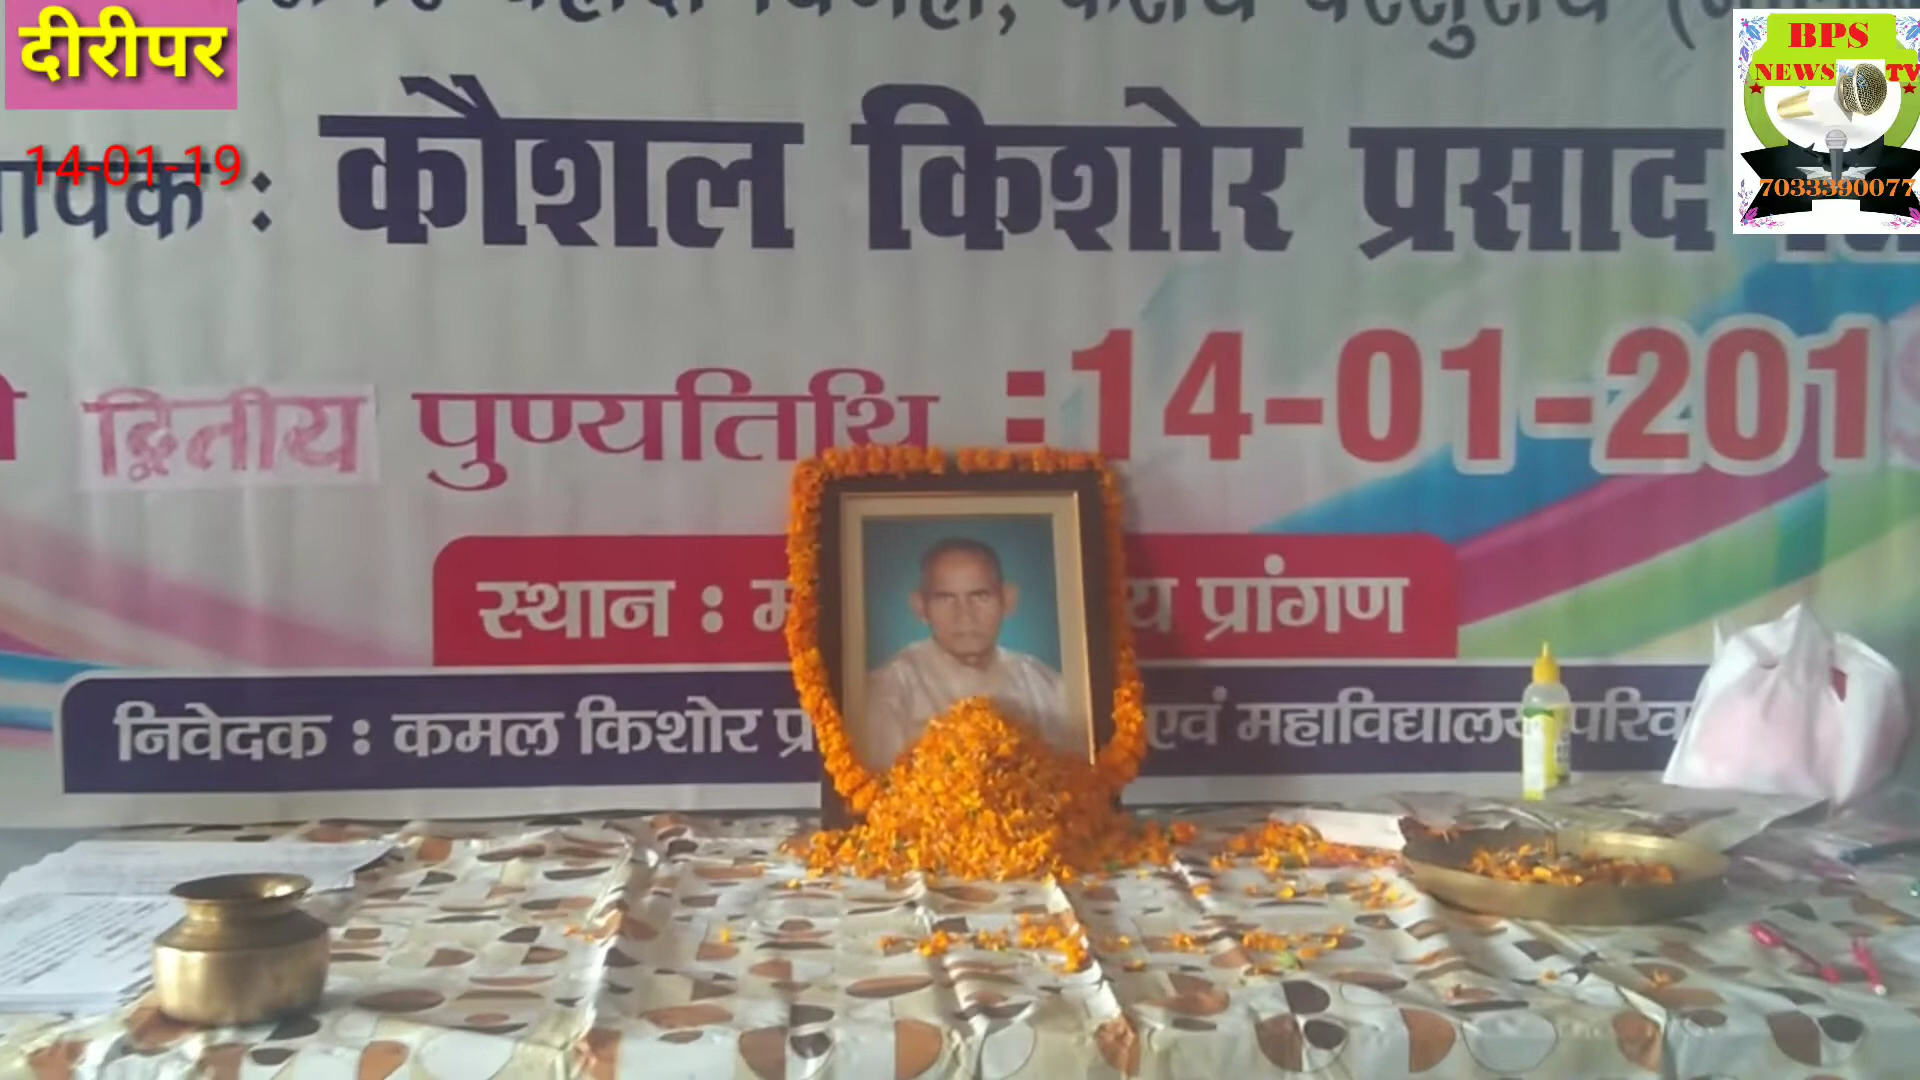 दीरीपर
BPS
NEWS TV
14-01-19
7033390077
: कौशल किशोर प्रसाद
द्वितीय पुण्यतिथि :14-01-201
स्थान : प्रांगण
निवेदक : कमल किशोर एवं महाविद्यालय